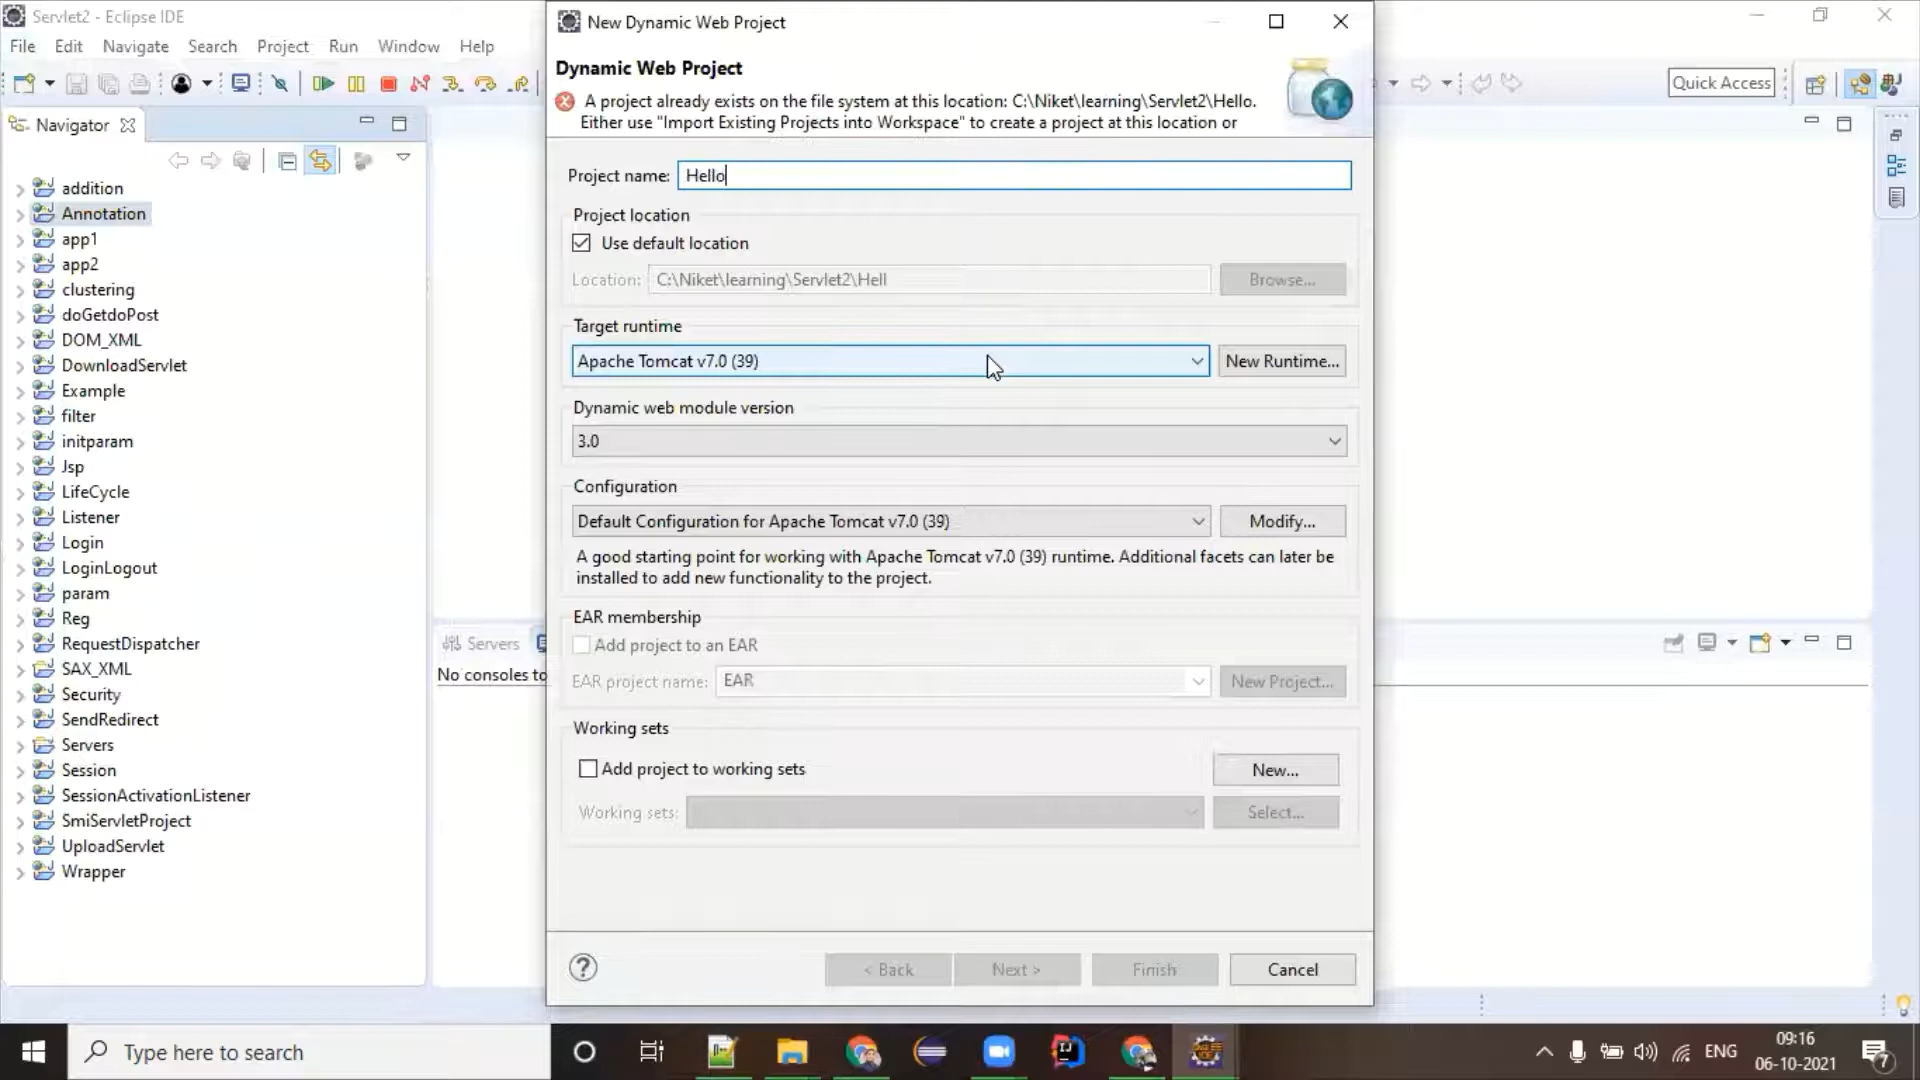 Servlet2 - Eclipse IDE
File Edit Navigate Search Project Run Window Help
Quick Access
Navigator
addition
Annotation
app1
app2
clustering
doGetdoPost
DOM_XML
DownloadServlet
Example
filter
initparam
Jsp
LifeCycle
Listener
Login
LoginLogout
param
Reg
RequestDispatcher
SAX_XML
Security
SendRedirect
Servers
Session
SessionActivationListener
SmiServletProject
UploadServlet
Wrapper
Servers
No consoles to
New Dynamic Web Project
Dynamic Web Project
A project already exists on the file system at this location: C:\Niket\learning\Servlet2\Hello.
Either use "Import Existing Projects into Workspace" to create a project at this location or
Project name: Hello
Project location
Use default location
Location: C:\Niket\learning\Servlet2\Hell Browse...
Target runtime
Apache Tomcat v7.0 (39) New Runtime...
Dynamic web module version
3.0
Configuration
Default Configuration for Apache Tomcat v7.0 (39) Modify...
A good starting point for working with Apache Tomcat v7.0 (39) runtime. Additional facets can later be
installed to add new functionality to the project.
EAR membership
Add project to an EAR
EAR project name: EAR New Project...
Working sets
Add project to working sets New...
Working sets: Select...
? < Back Next > Finish Cancel
Type here to search
IJ
ENG
09:16
06-10-2021
7